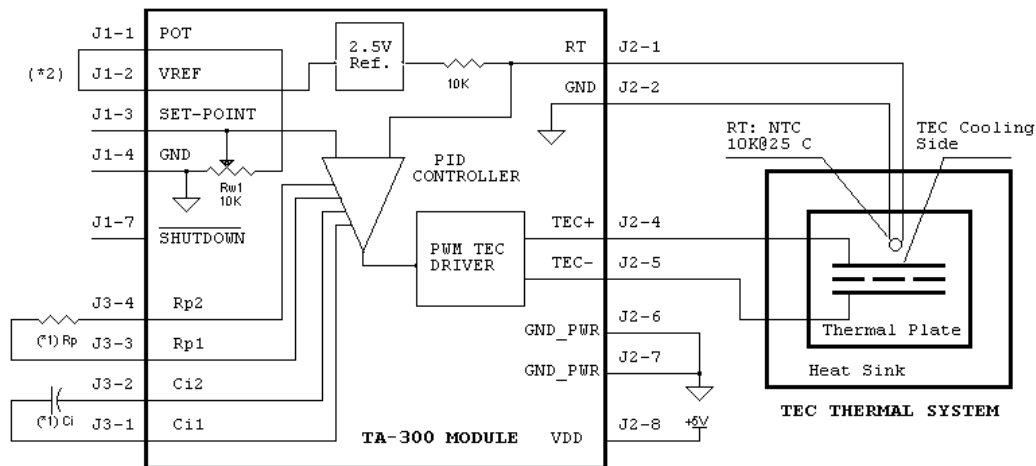 J1-1 POT
(*2)
J1-2 VREF
2.5V
Ref.
10K
RT J2-1
GND J2-2
J1-3 SET-POINT
J1-4 GND
Rw1
10K
PID
CONTROLLER
RT: NTC
10K@25 C
TEC Cooling
Side
J1-7 SHUTDOWN
PWM TEC
DRIVER
TEC+ J2-4
TEC- J2-5
J3-4 Rp2
(*1) Rp
J3-3 Rp1
J3-2 Ci2
(*1) Ci
J3-1 Ci1
GND_PWR J2-6
GND_PWR J2-7
+5V
VDD J2-8
TA-300 MODULE
Thermal Plate
Heat Sink
TEC THERMAL SYSTEM